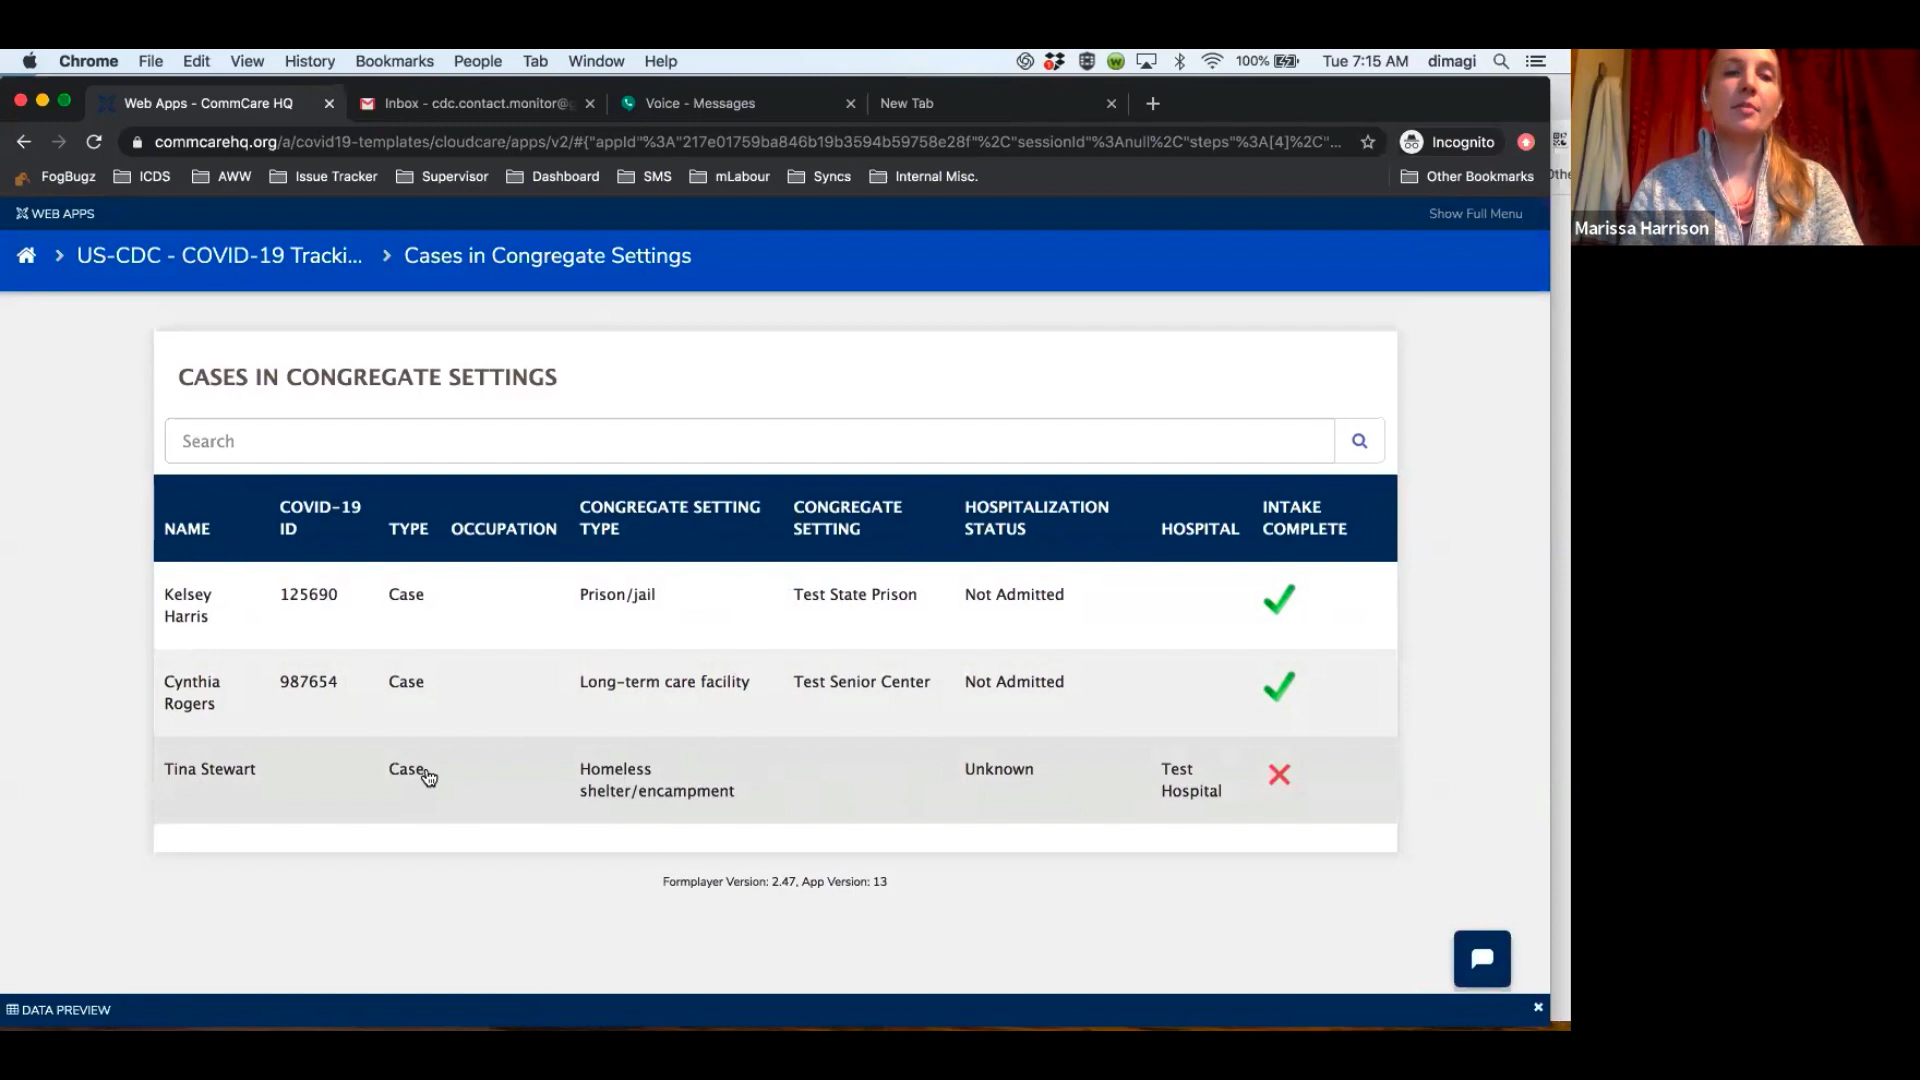 Chrome File Edit View History Bookmarks People Tab Window Help 100% Tue 7:15 AM dimagi
Web Apps - CommCare HQ Inbox - cdc.contact.monitor@ Voice - Messages New Tab
commcarehq.org/a/covid19-templates/cloudcare/apps/v2/#{"appId"%3A"217e01759ba846b19b3594b59758e28f"%2C"sessionId"%3Anull%2C"steps"%3A[4]%2C"... Incognito
FogBugz ICDS AWW Issue Tracker Supervisor Dashboard SMS mLabour Syncs Internal Misc. Other Bookmarks
WEB APPS Show Full Menu
US-CDC - COVID-19 Tracki... Cases in Congregate Settings
Marissa Harrison
CASES IN CONGREGATE SETTINGS
Search
NAME COVID-19 ID TYPE OCCUPATION CONGREGATE SETTING TYPE CONGREGATE SETTING HOSPITALIZATION STATUS HOSPITAL INTAKE COMPLETE
Kelsey Harris 125690 Case Prison/jail Test State Prison Not Admitted
Cynthia Rogers 987654 Case Long-term care facility Test Senior Center Not Admitted
Tina Stewart Case Homeless shelter/encampment Unknown Test Hospital
Formplayer Version: 2.47, App Version: 13
DATA PREVIEW